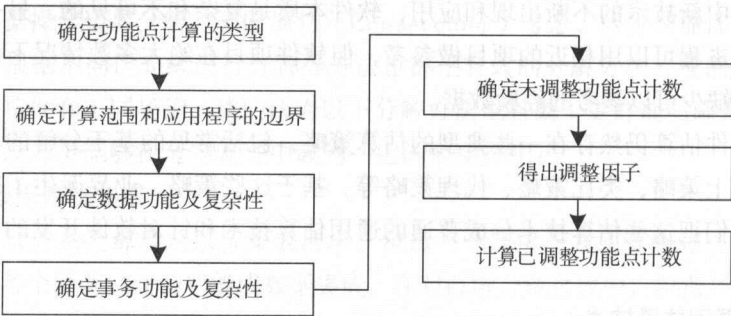 确定功能点计算的类型
确定计算范围和应用程序的边界
确定数据功能及复杂性
确定事务功能及复杂性
确定未调整功能点计数
得出调整因子
计算已调整功能点计数